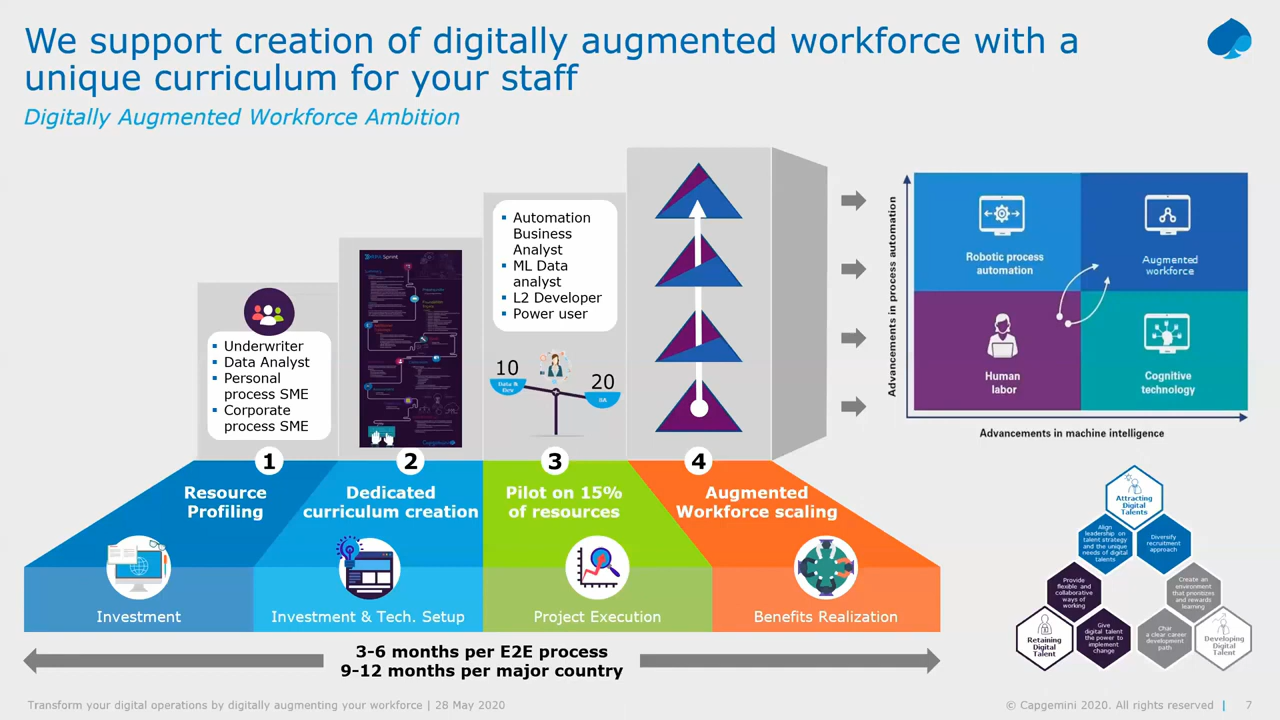 We support creation of digitally augmented workforce with a
unique curriculum for your staff
Digitally Augmented Workforce Ambition
▪ Underwriter
▪ Data Analyst
▪ Personal
process SME
▪ Corporate
process SME
▪ Automation
Business
Analyst
▪ ML Data
analyst
▪ L2 Developer
▪ Power user
10
20
BA
1
2
3
4
Resource
Profiling
Dedicated
curriculum creation
Pilot on 15%
of resources
Augmented
Workforce scaling
Investment
Investment & Tech. Setup
Project Execution
Benefits Realization
3-6 months per E2E process
9-12 months per major country
Advancements in process automation
Robotic process
automation
Augmented
workforce
Human
labor
Cognitive
technology
Advancements in machine intelligence
Attracting
Digital
Talents
Align
leadership on
talent strategy
and the unique
needs of digital
talents
Diversify
recruitment
approach
Provide
flexible and
collaborative
ways of
working
Create an
environment
that prioritizes
and rewards
learning
Retaining
Digital
Talent
Give
digital talent
the power to
implement
change
Char
a clear career
development
path
Developing
Digital
Talent
Transform your digital operations by digitally augmenting your workforce | 28 May 2020
© Capgemini 2020. All rights reserved | 7